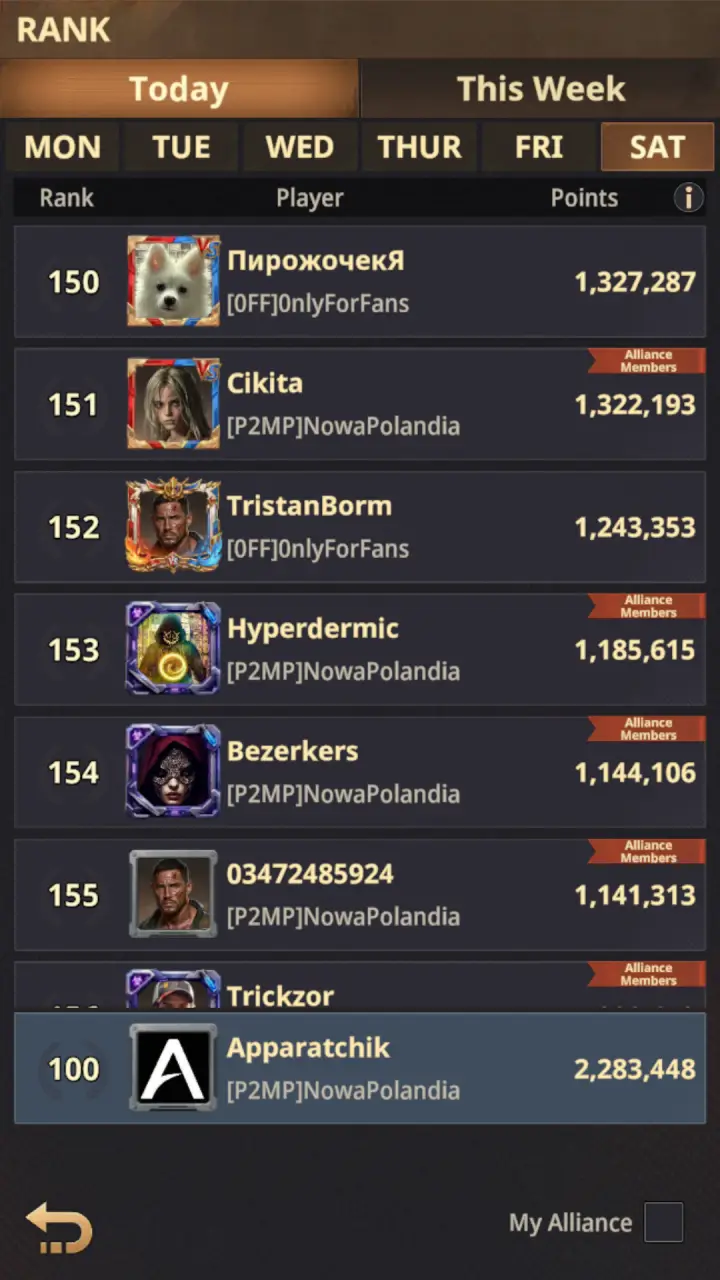 RANK
Today
This Week
MON
TUE
WED
THUR
FRI
SAT
Rank
Player
Points
i
150
ПирожочекЯ
[0FF]0nlyForFans
1,327,287
Alliance
Members
151
Cikita
[P2MP]NowaPolandia
1,322,193
152
TristanBorm
[0FF]0nlyForFans
1,243,353
Alliance
Members
153
Hyperdermic
[P2MP]NowaPolandia
1,185,615
Alliance
Members
154
Bezerkers
[P2MP]NowaPolandia
1,144,106
Alliance
Members
155
03472485924
[P2MP]NowaPolandia
1,141,313
Alliance
Members
Trickzor
100
Apparatchik
[P2MP]NowaPolandia
2,283,448
My Alliance